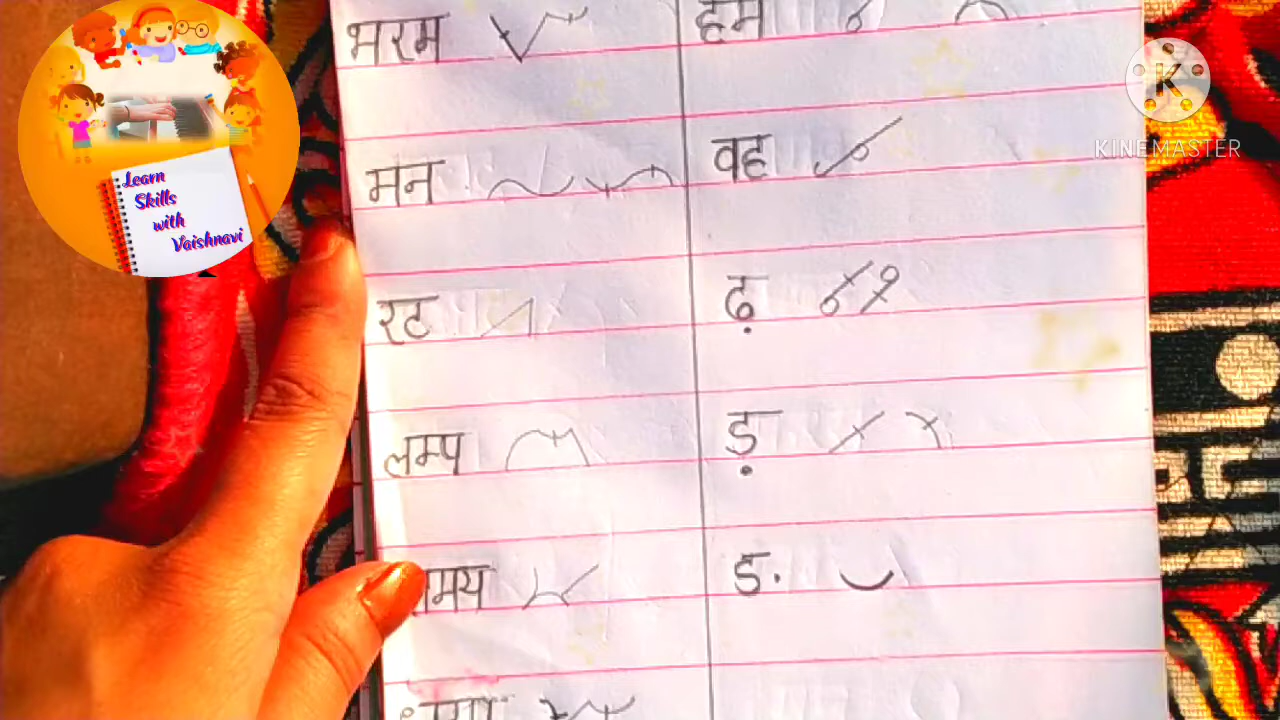 Learn
Skills
with
Vaishnavi
KINEMASTER
K
भरम
हम
मन
वह
रट
ढ़
लम्प
ड़
मय
ङ